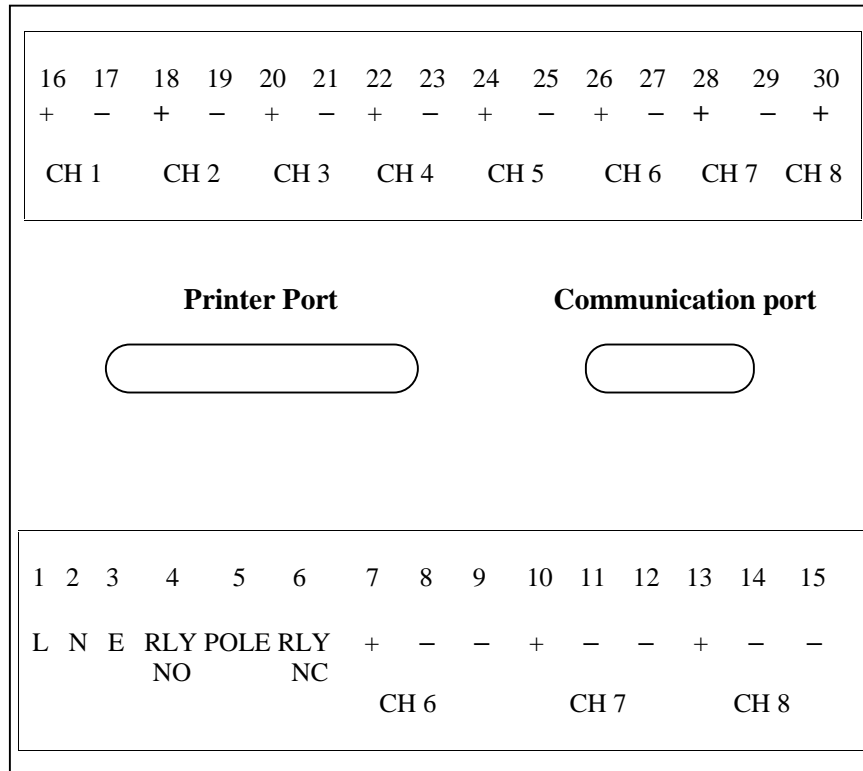 16 17 18 19 20 21 22 23 24 25 26 27 28 29 30
+ − + − + − + − + − + − + − +
CH 1 CH 2 CH 3 CH 4 CH 5 CH 6 CH 7 CH 8
Printer Port Communication port
1 2 3 4 5 6 7 8 9 10 11 12 13 14 15
L N E RLY POLE RLY + − − + − − + − −
NO NC
CH 6 CH 7 CH 8